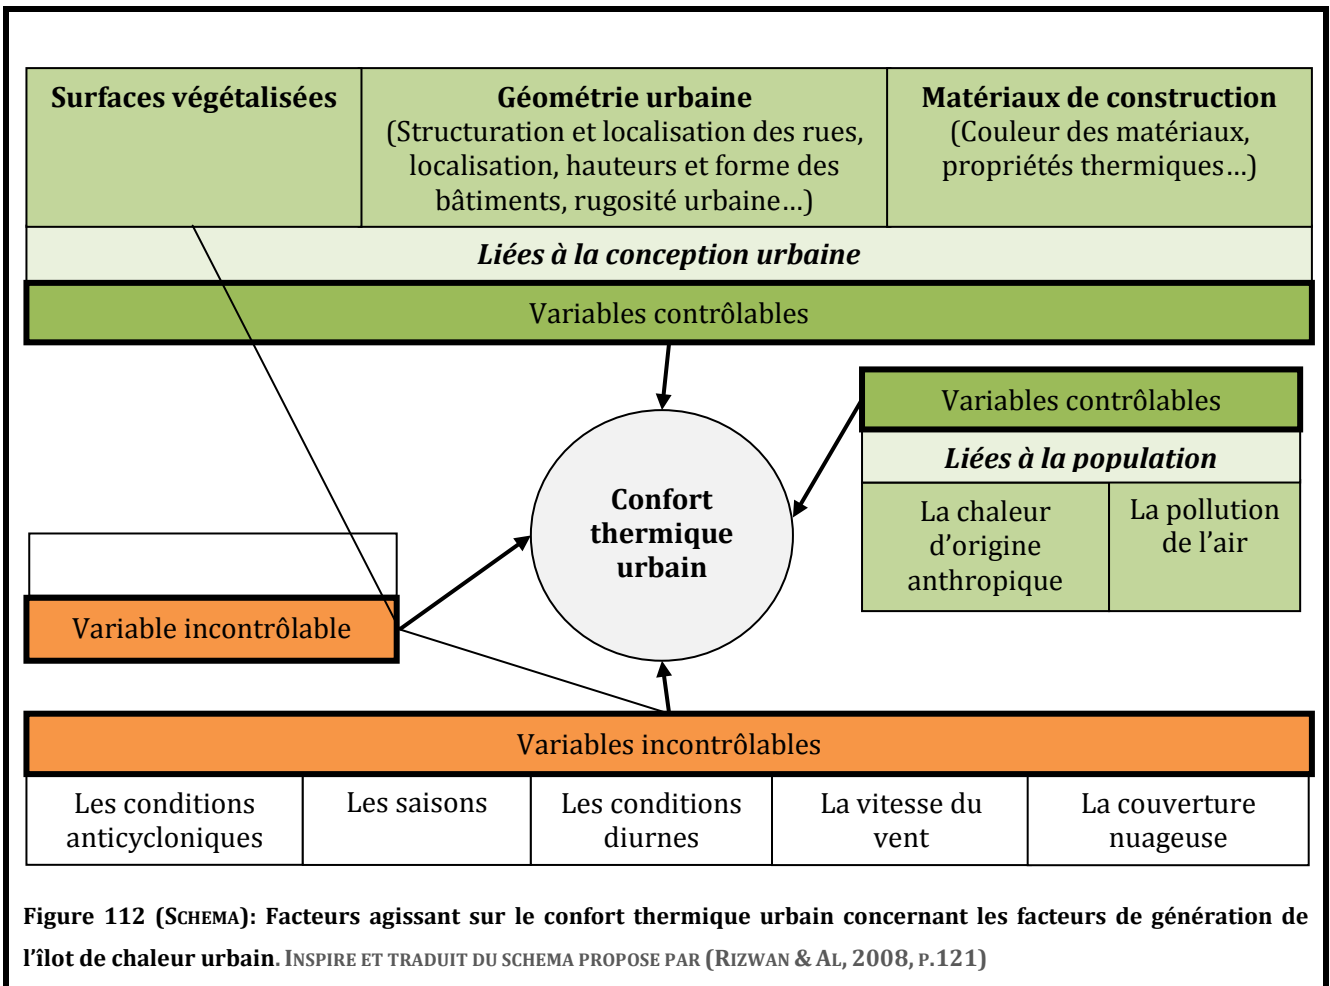 Surfaces végétalisées
Géométrie urbaine
(Structuration et localisation des rues,
localisation, hauteurs et forme des
bâtiments, rugosité urbaine…)
Matériaux de construction
(Couleur des matériaux,
propriétés thermiques…)
Liées à la conception urbaine
Variables contrôlables
Variables contrôlables
Liées à la population
La chaleur
d'origine
anthropique
La pollution
de l'air
Confort
thermique
urbain
Variable incontrôlable
Variables incontrôlables
Les conditions
anticycloniques
Les saisons
Les conditions
diurnes
La vitesse du
vent
La couverture
nuageuse
Figure 112 (SCHEMA): Facteurs agissant sur le confort thermique urbain concernant les facteurs de génération de
l'îlot de chaleur urbain. INSPIRE ET TRADUIT DU SCHEMA PROPOSE PAR (RIZWAN & AL, 2008, P.121)